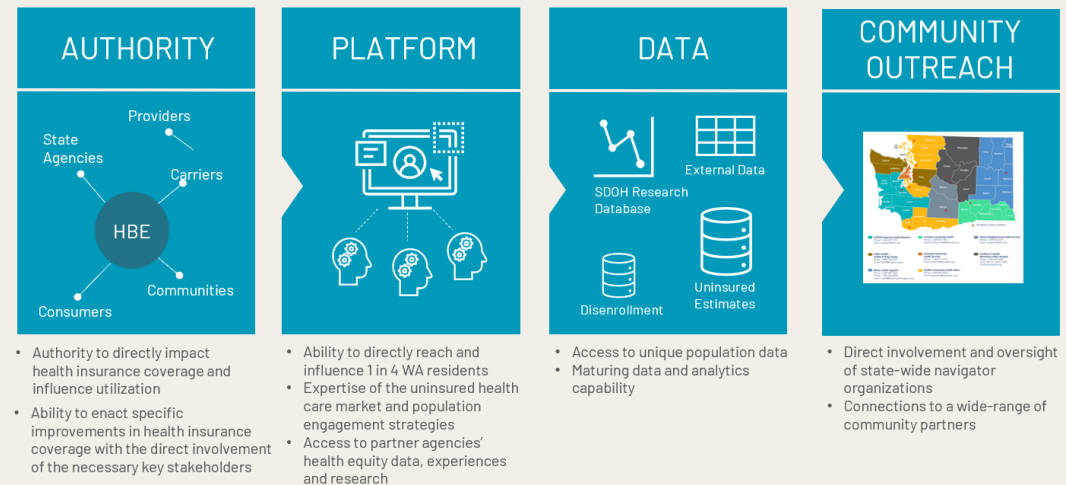 AUTHORITY
Providers
State
Agencies
Carriers
HBE
Communities
Consumers
• Authority to directly impact
health insurance coverage and
influence utilization
• Ability to enact specific
improvements in health insurance
coverage with the direct involvement
of the necessary key stakeholders
PLATFORM
• Ability to directly reach and
influence 1 in 4 WA residents
• Expertise of the uninsured health
care market and population
engagement strategies
• Access to partner agencies’
health equity data, experiences
and research
DATA
External Data
SDOH Research
Database
Uninsured
Estimates
Disenrollment
• Access to unique population data
• Maturing data and analytics
capability
COMMUNITY
OUTREACH
• Direct involvement and oversight
of state-wide navigator
organizations
• Connections to a wide-range of
community partners